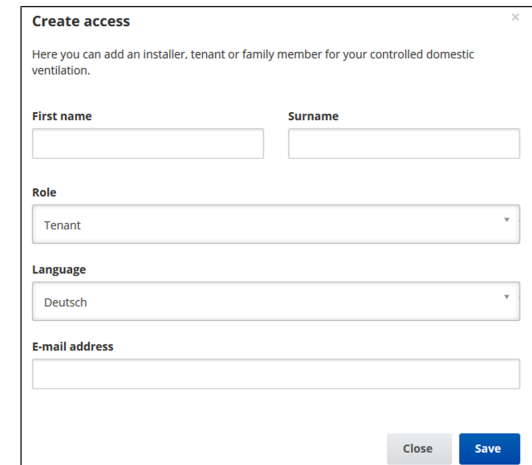 Create access
×
Here you can add an installer, tenant or family member for your controlled domestic
ventilation.
First name Surname
Role
Tenant
Language
Deutsch
E-mail address
Close Save